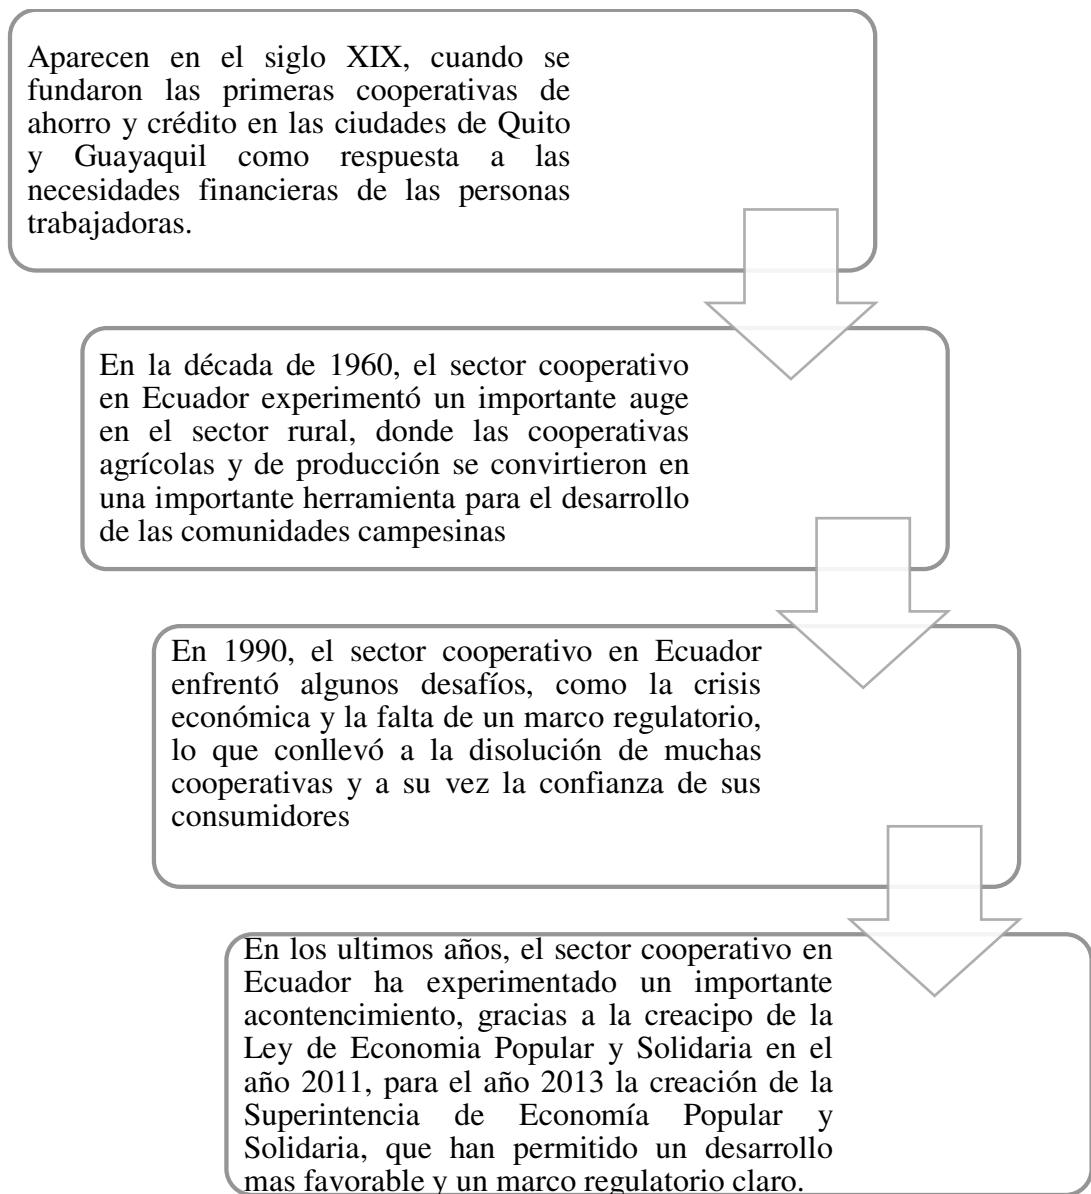 Aparecen en el siglo XIX, cuando se
fundaron las primeras cooperativas de
ahorro y crédito en las ciudades de Quito
y Guayaquil como respuesta a las
necesidades financieras de las personas
trabajadoras.
En la década de 1960, el sector cooperativo
en Ecuador experimentó un importante auge
en el sector rural, donde las cooperativas
agrícolas y de producción se convirtieron en
una importante herramienta para el desarrollo
de las comunidades campesinas
En 1990, el sector cooperativo en Ecuador
enfrentó algunos desafíos, como la crisis
económica y la falta de un marco regulatorio,
lo que conllevó a la disolución de muchas
cooperativas y a su vez la confianza de sus
consumidores
En los ultimos años, el sector cooperativo en
Ecuador ha experimentado un importante
acontencimiento, gracias a la creacipo de la
Ley de Economia Popular y Solidaria en el
año 2011, para el año 2013 la creación de la
Superintencia de Economía Popular y
Solidaria, que han permitido un desarrollo
mas favorable y un marco regulatorio claro.